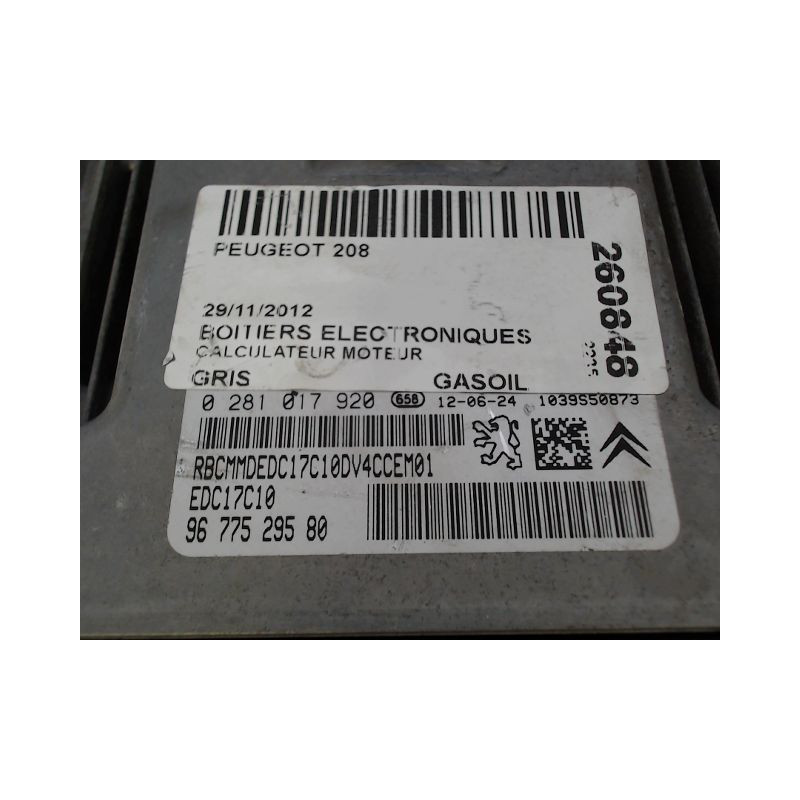 PEUGEOT 208
29/11/2012
BOITIERS ELECTRONIQUES
CALCULATEUR MOTEUR
GRIS GASOIL
260846
0 281 017 920 658 12-06-24 1039S50873
RBCMMDEDC17C10DV4CCEM01
EDC17C10
96 775 295 80